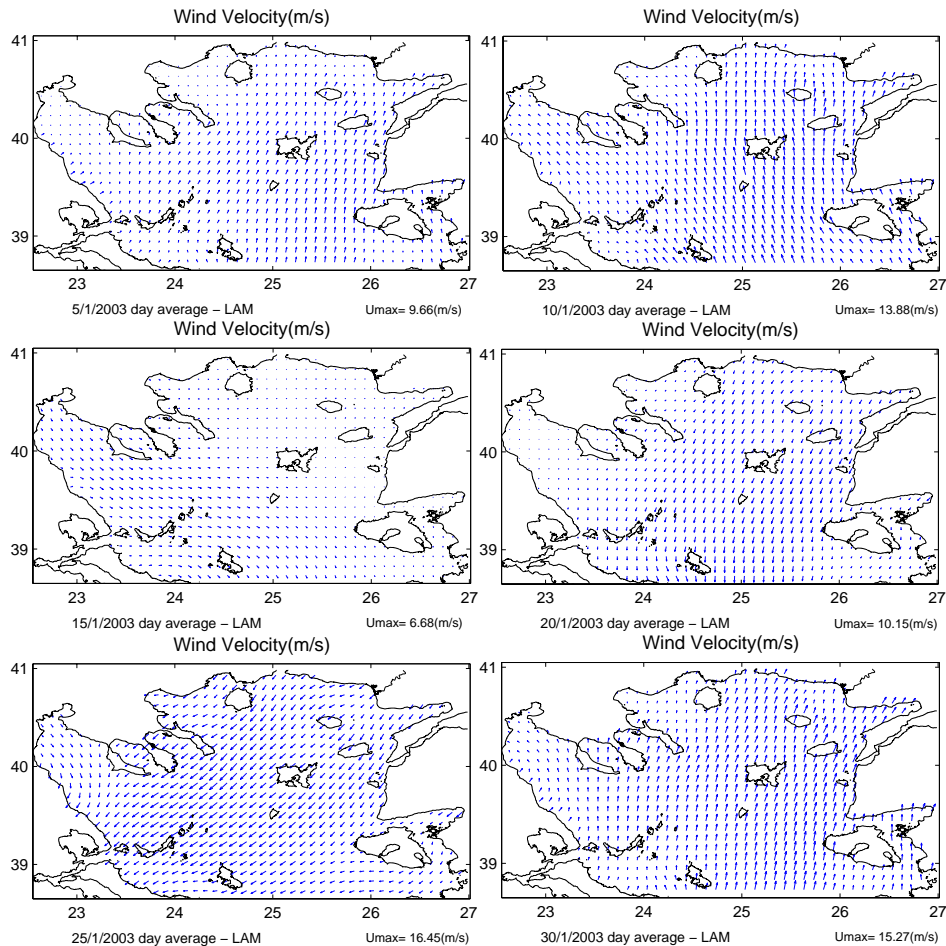 Wind Velocity(m/s)
41
40
39
23 24 25 26 27
5/1/2003 day average – LAM Umax= 9.66(m/s)
Wind Velocity(m/s)
41
40
39
23 24 25 26 27
10/1/2003 day average – LAM Umax= 13.88(m/s)
Wind Velocity(m/s)
41
40
39
23 24 25 26 27
15/1/2003 day average – LAM Umax= 6.68(m/s)
Wind Velocity(m/s)
41
40
39
23 24 25 26 27
20/1/2003 day average – LAM Umax= 10.15(m/s)
Wind Velocity(m/s)
41
40
39
23 24 25 26 27
25/1/2003 day average – LAM Umax= 16.45(m/s)
Wind Velocity(m/s)
41
40
39
23 24 25 26 27
30/1/2003 day average – LAM Umax= 15.27(m/s)